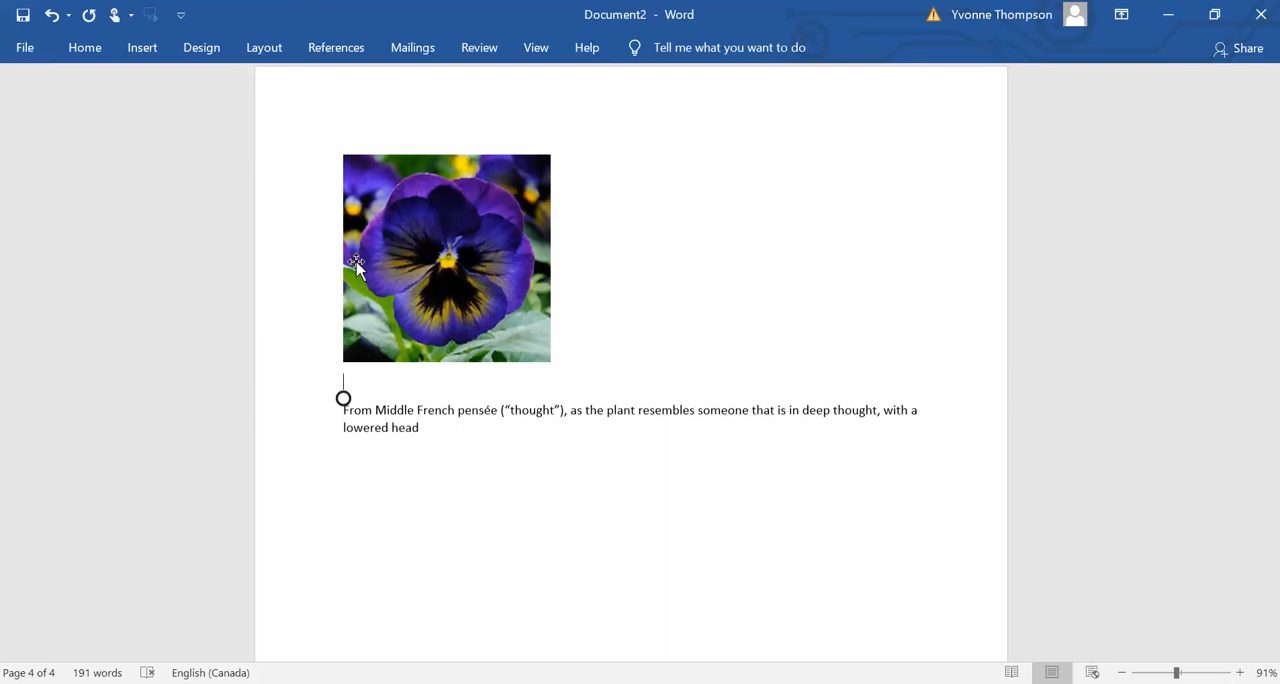 Document2 - Word
Yvonne Thompson
File Home Insert Design Layout References Mailings Review View Help Tell me what you want to do Share
From Middle French pensée (“thought”), as the plant resembles someone that is in deep thought, with a
lowered head
Page 4 of 4 191 words English (Canada) 91%